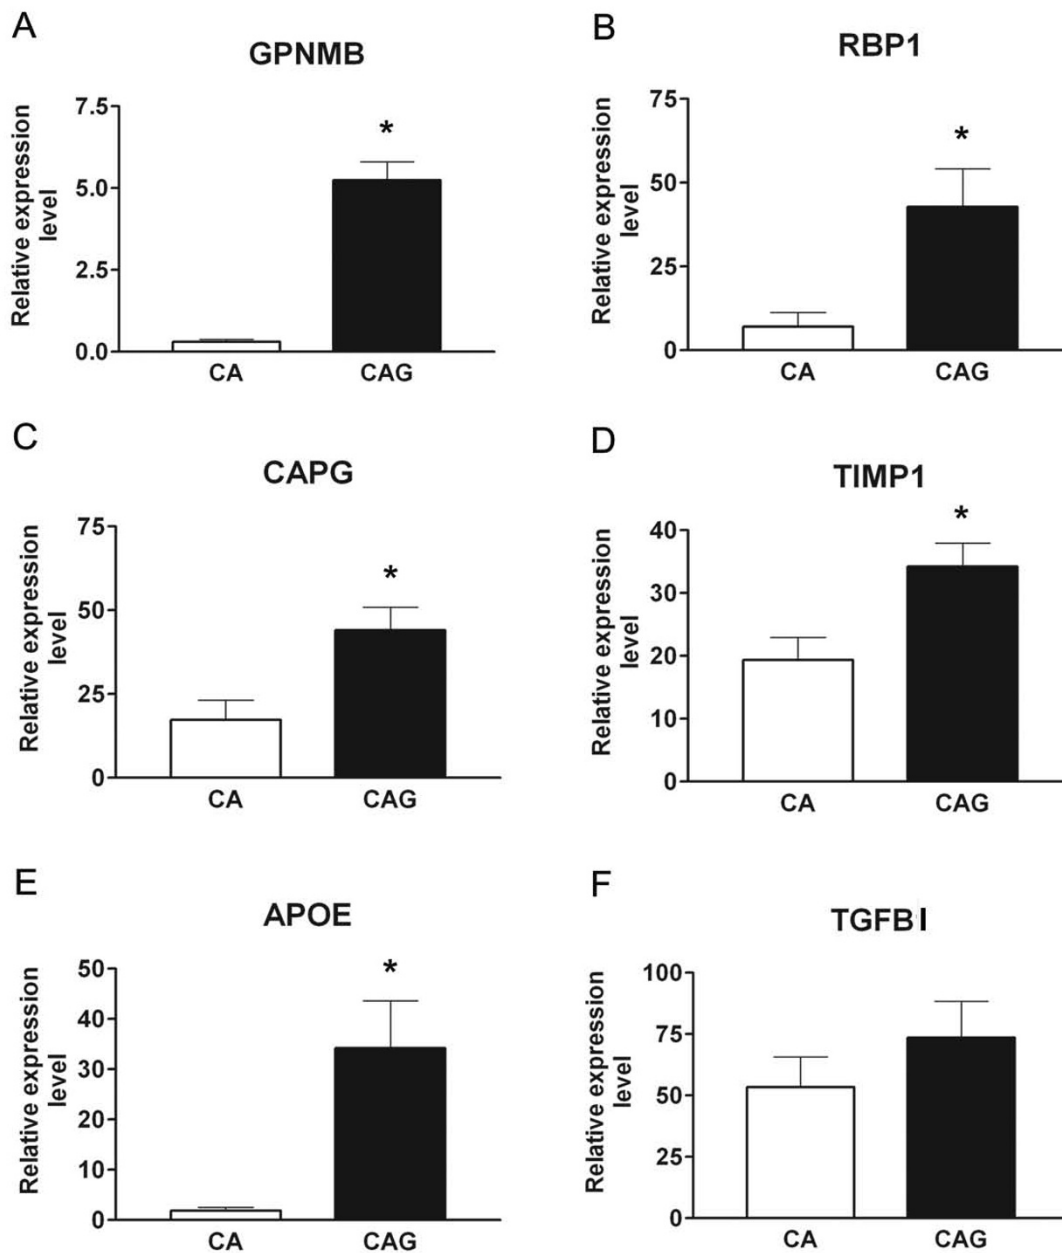 A
GPNMB
Relative expression
level
7.5
5.0
2.5
0.0
*
CA
CAG
B
RBP1
Relative expression
level
75
50
25
0
*
CA
CAG
C
CAPG
Relative expression
level
75
50
25
0
*
CA
CAG
D
TIMP1
Relative expression
level
40
30
20
10
0
*
CA
CAG
E
APOE
Relative expression
level
50
40
30
20
10
0
*
CA
CAG
F
TGFBI
Relative expression
level
100
75
50
25
0
CA
CAG